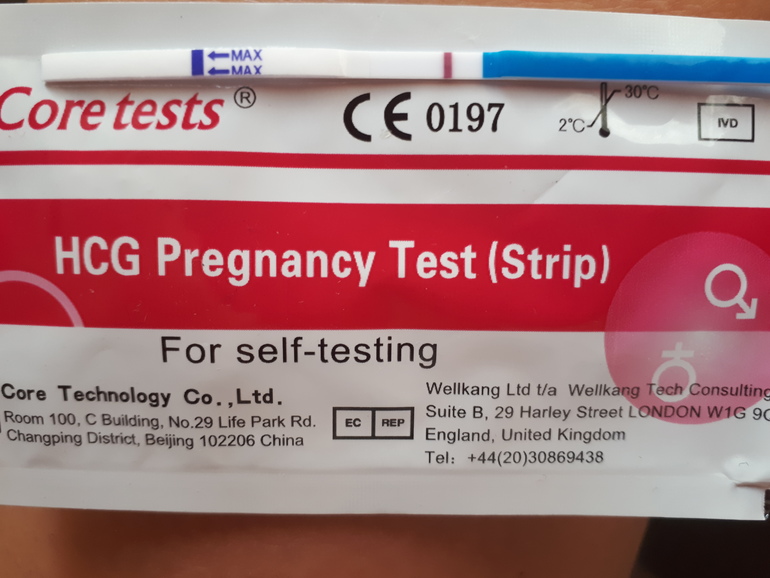 ←MAX
←MAX
Core tests®
CE 0197
2°C 30°C
IVD
HCG Pregnancy Test (Strip)
For self-testing
Core Technology Co.,Ltd.
Room 100, C Building, No.29 Life Park Rd.
Changping District, Beijing 102206 China
EC REP
Wellkang Ltd t/a Wellkang Tech Consulting
Suite B, 29 Harley Street LONDON W1G 9
England, United Kingdom
Tel: +44(20)30869438